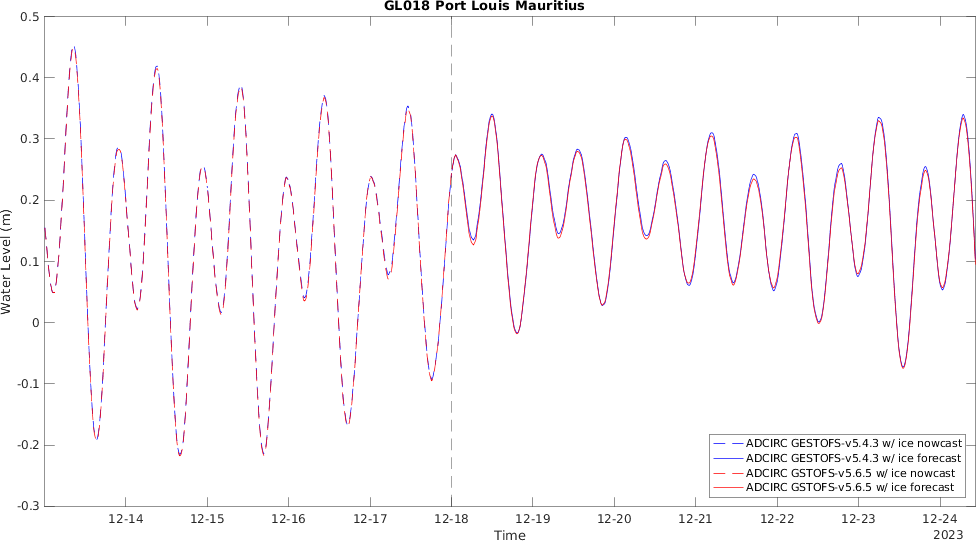 GL018 Port Louis Mauritius
0.5
0.4
0.3
0.2
0.1
0
-0.1
-0.2
-0.3
Water Level (m)
ADCIRC GESTOFS-v5.4.3 w/ ice nowcast
ADCIRC GESTOFS-v5.4.3 w/ ice forecast
ADCIRC GSTOFS-v5.6.5 w/ ice nowcast
ADCIRC GSTOFS-v5.6.5 w/ ice forecast
12-14 12-15 12-16 12-17 12-18 12-19 12-20 12-21 12-22 12-23 12-24
Time 2023